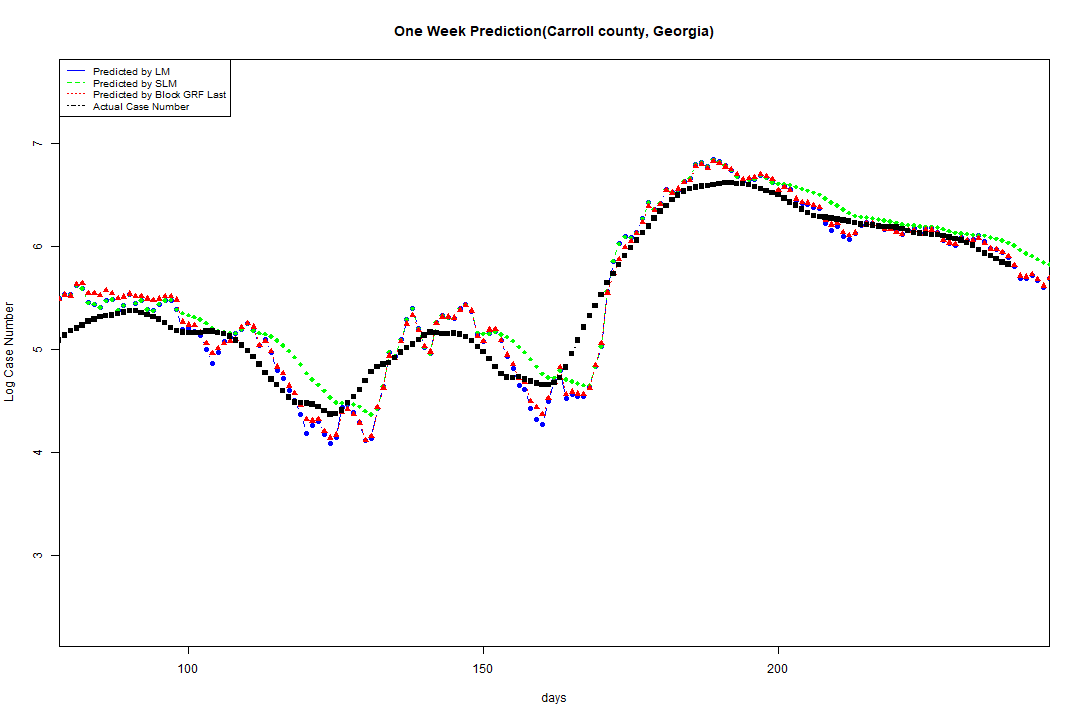 One Week Prediction(Carroll county, Georgia)
Predicted by LM
Predicted by SLM
Predicted by Block GRF Last
Actual Case Number
7
6
5
4
3
Log Case Number
100 150 200
days